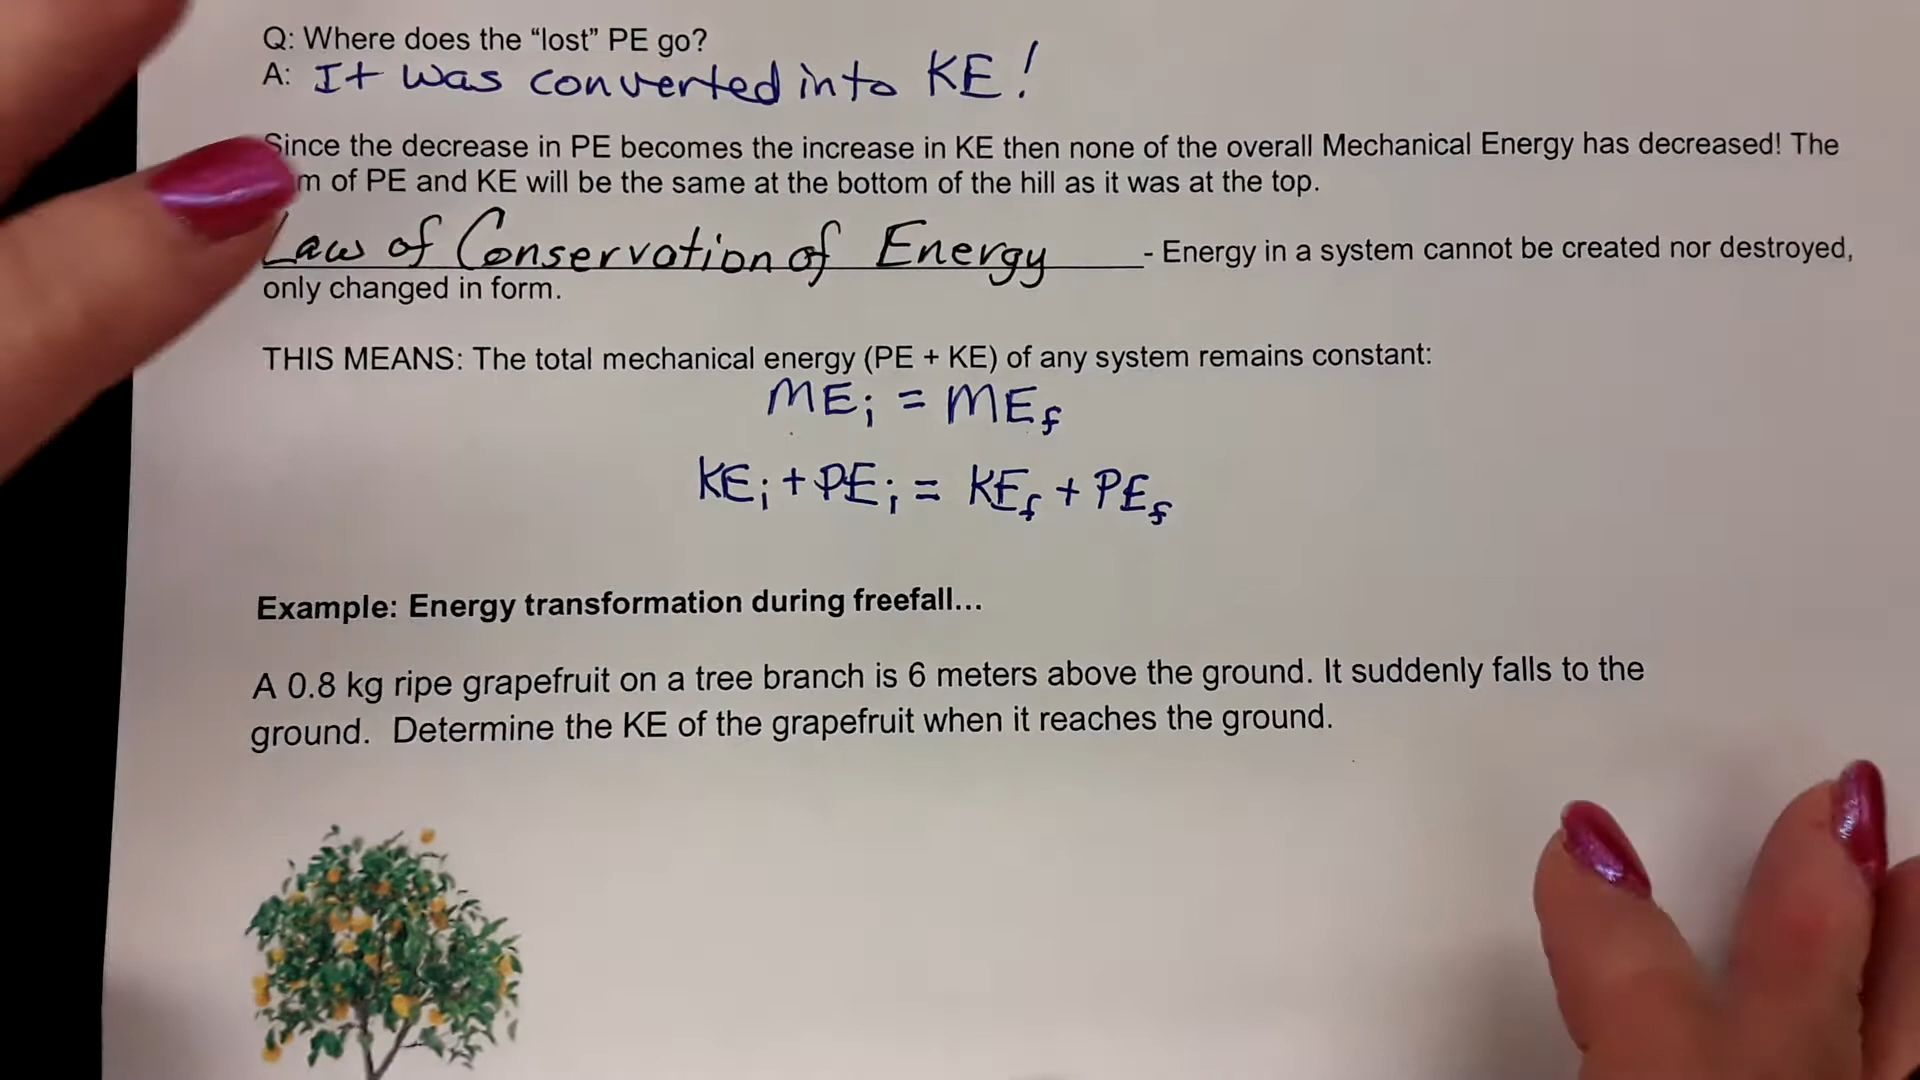 Q: Where does the “lost” PE go?
A: It was converted into KE!
Since the decrease in PE becomes the increase in KE then none of the overall Mechanical Energy has decreased! The
of PE and KE will be the same at the bottom of the hill as it was at the top.
Law of Conservation of Energy - Energy in a system cannot be created nor destroyed,
only changed in form.
THIS MEANS: The total mechanical energy (PE + KE) of any system remains constant:
MEi = MEf
KEi + PEi = KEf + PEf
Example: Energy transformation during freefall...
A 0.8 kg ripe grapefruit on a tree branch is 6 meters above the ground. It suddenly falls to the
ground. Determine the KE of the grapefruit when it reaches the ground.